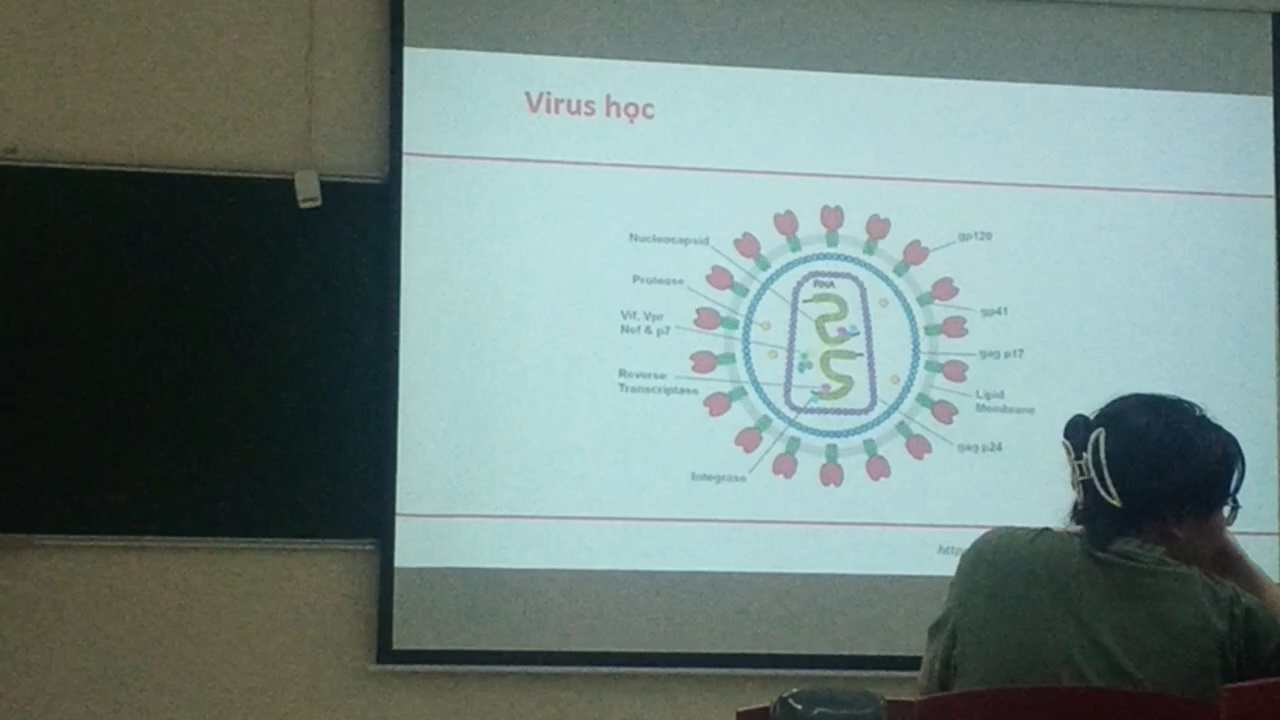 Virus học
Nucleocapsid
gp120
Protease
RNA
Vif, Vpr
Nef & p7
gp41
gag p17
Reverse
Transcriptase
Lipid
Membrane
gag p24
Integrase
http